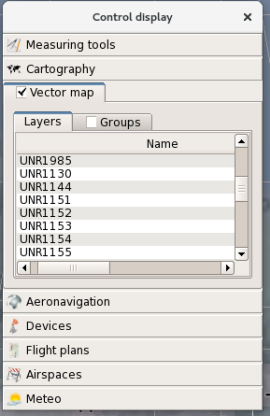 Control display
Measuring tools
Cartography
Vector map
Layers
Groups
Name
UNR1985
UNR1130
UNR1144
UNR1151
UNR1152
UNR1153
UNR1154
UNR1155
Aeronavigation
Devices
Flight plans
Airspaces
Meteo